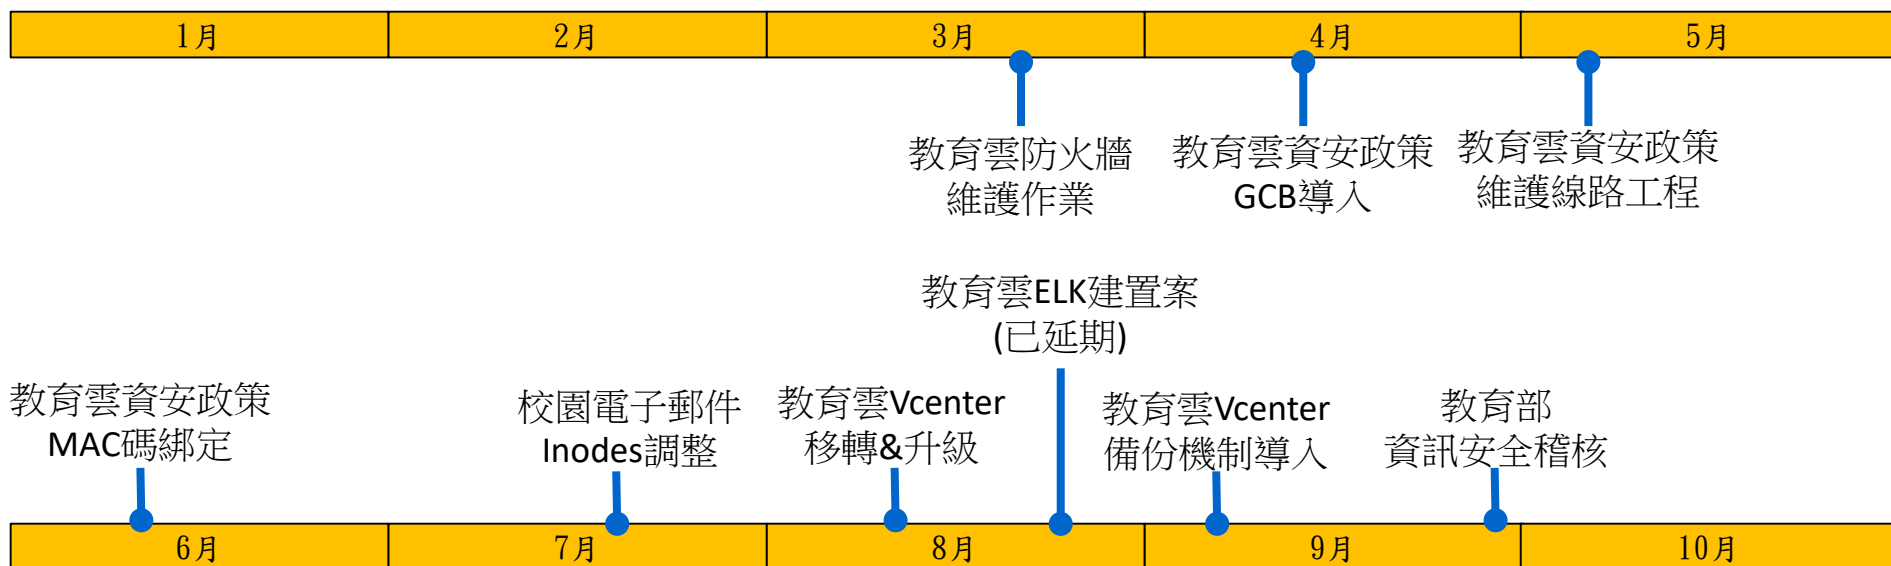 1月
2月
3月
4月
5月
教育雲防火牆
維護作業
教育雲資安政策
GCB導入
教育雲資安政策
維護線路工程
教育雲ELK建置案
(已延期)
教育雲資安政策
MAC碼綁定
校園電子郵件
Inodes調整
教育雲Vcenter
移轉&升級
教育雲Vcenter
備份機制導入
教育部
資訊安全稽核
6月
7月
8月
9月
10月